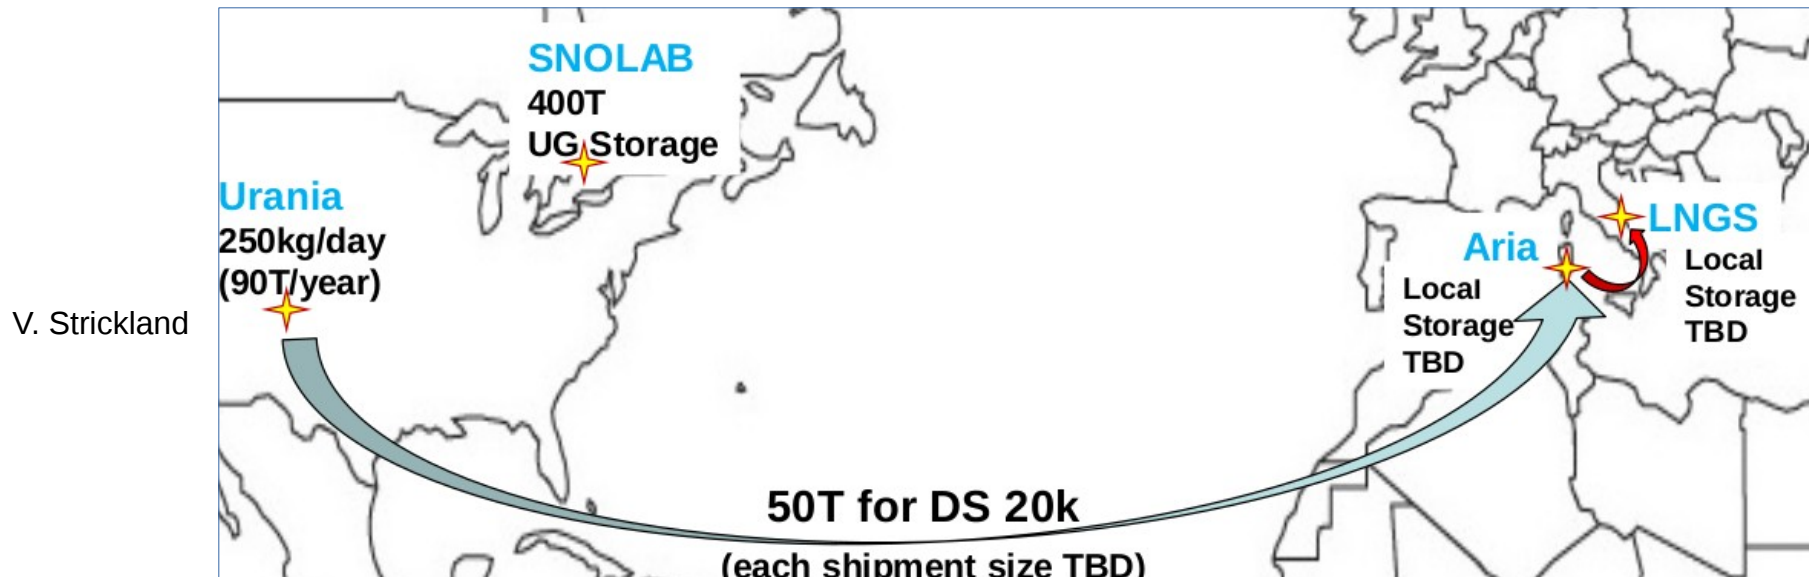 V. Strickland
SNOLAB
400T
UG Storage
Urania
250kg/day
(90T/year)
Aria
Local
Storage
TBD
LNGS
Local
Storage
TBD
50T for DS 20k
(each shipment size TBD)